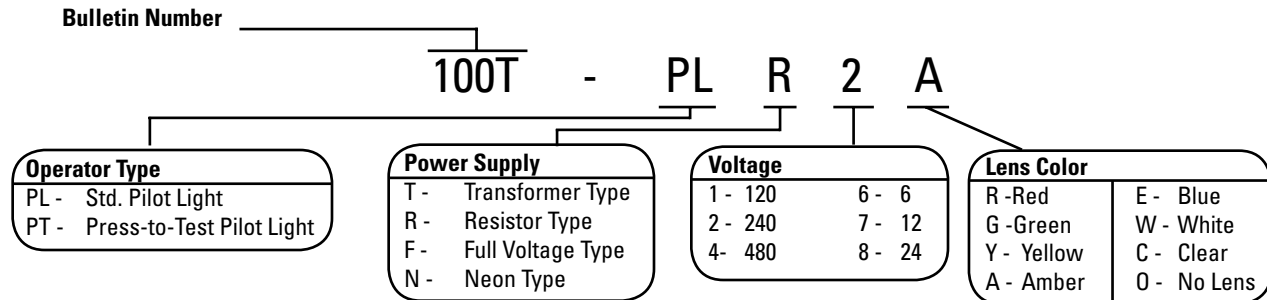 Bulletin Number
100T - PL R 2 A
Operator Type
PL - Std. Pilot Light
PT - Press-to-Test Pilot Light
Power Supply
T - Transformer Type
R - Resistor Type
F - Full Voltage Type
N - Neon Type
Voltage
1 - 120 6 - 6
2 - 240 7 - 12
4- 480 8 - 24
Lens Color
R -Red E - Blue
G -Green W - White
Y - Yellow C - Clear
A - Amber O - No Lens